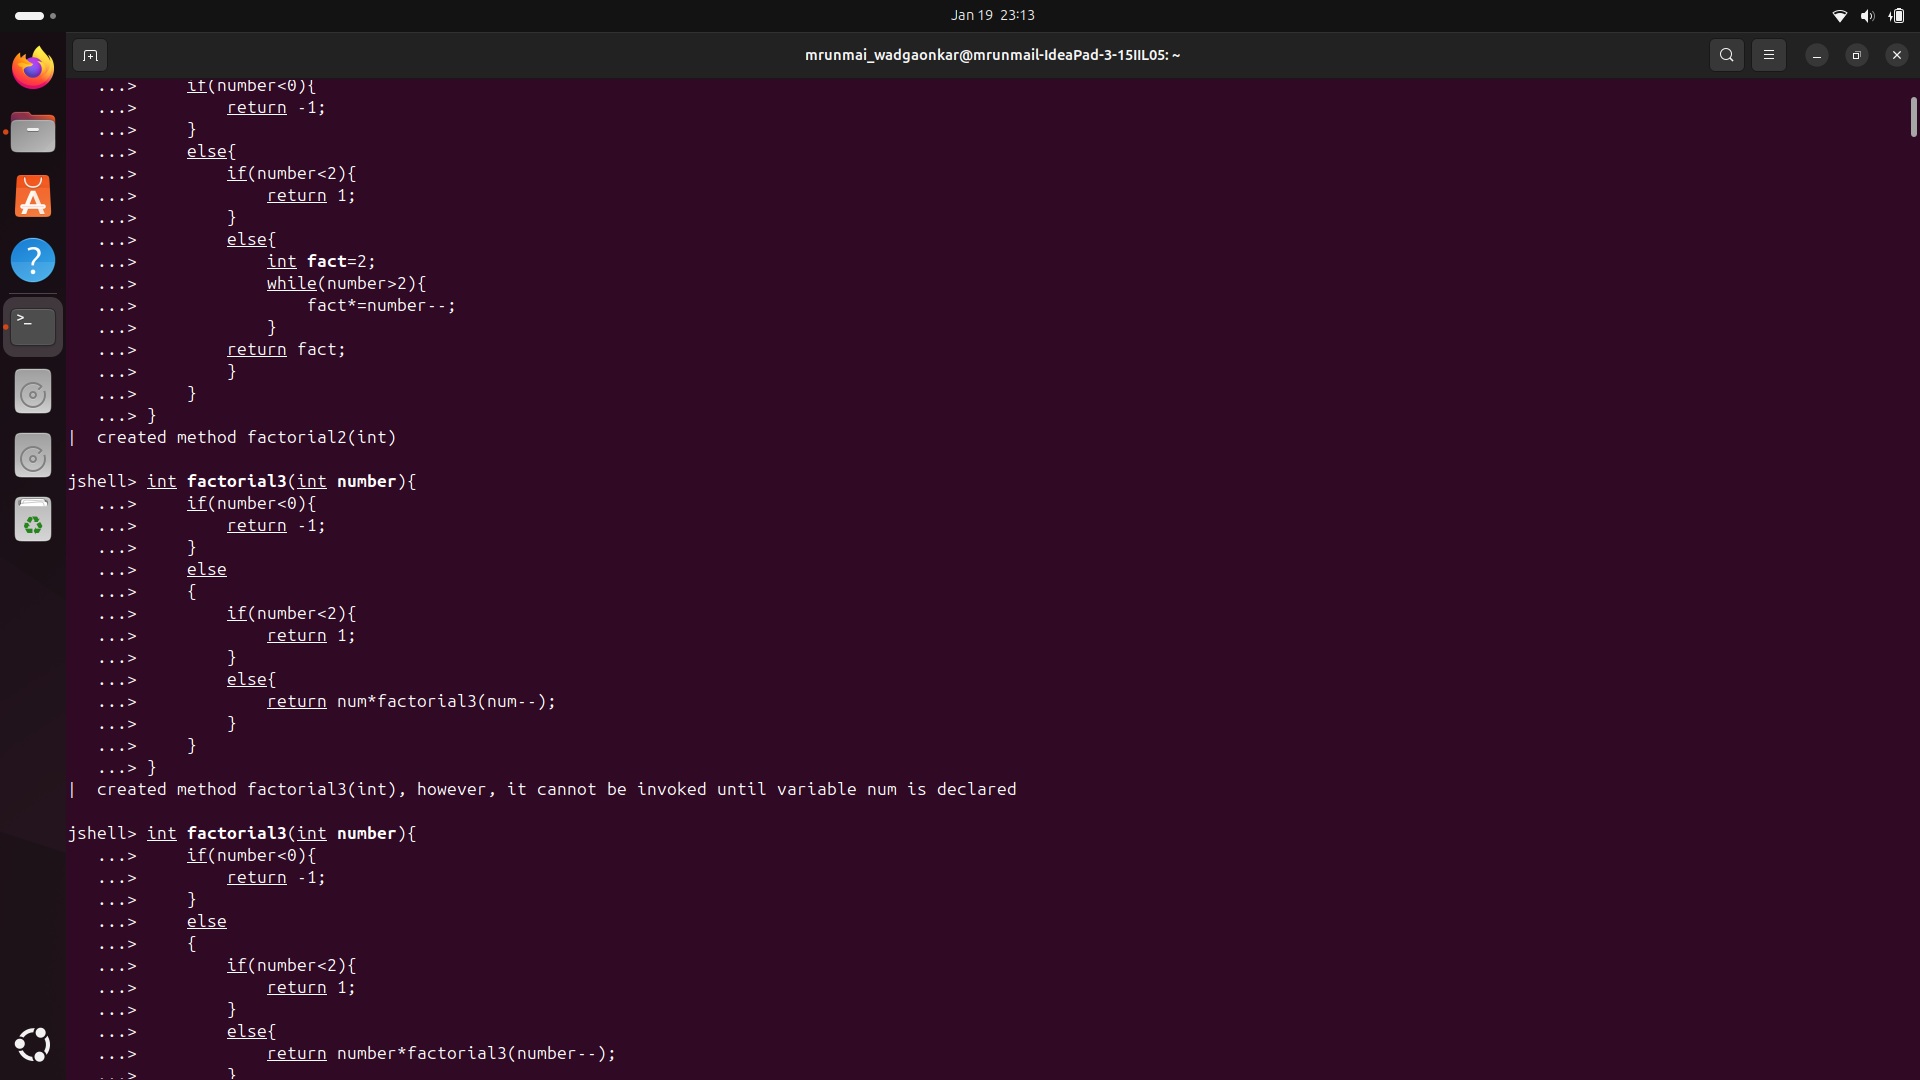 Jan 19 23:13
mrunmai_wadgaonkar@mrunmail-IdeaPad-3-15IIL05: ~
...> if(number<0){
...> return -1;
...> }
...> else{
...> if(number<2){
...> return 1;
...> }
...> else{
...> int fact=2;
...> while(number>2){
...> fact*=number--;
...> }
...> return fact;
...> }
...> }
...> }
| created method factorial2(int)
jshell> int factorial3(int number){
...> if(number<0){
...> return -1;
...> }
...> else
...> {
...> if(number<2){
...> return 1;
...> }
...> else{
...> return num*factorial3(num--);
...> }
...> }
...> }
| created method factorial3(int), however, it cannot be invoked until variable num is declared
jshell> int factorial3(int number){
...> if(number<0){
...> return -1;
...> }
...> else
...> {
...> if(number<2){
...> return 1;
...> }
...> else{
...> return number*factorial3(number--);
...> }